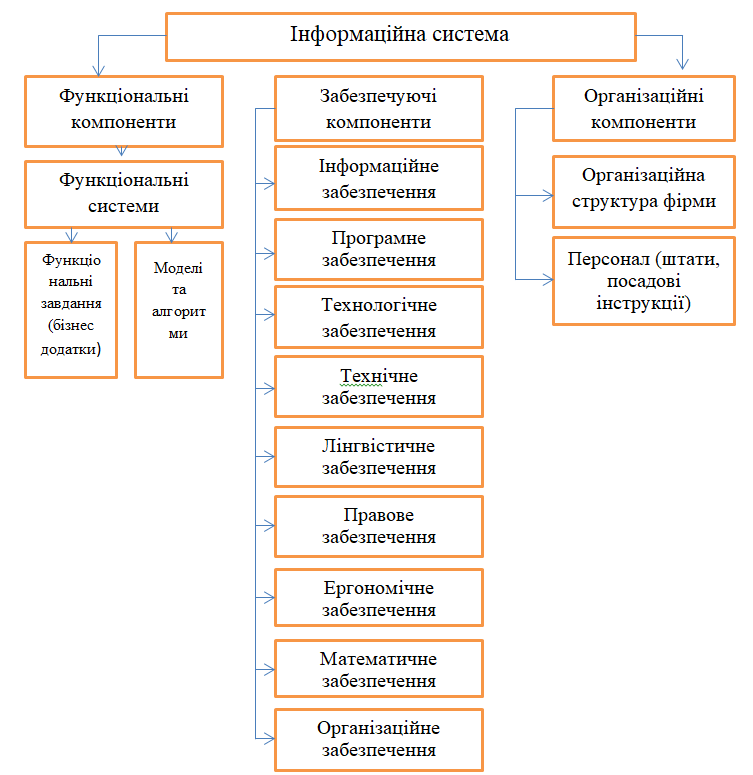 Інформаційна система
Функціональні
компоненти
Функціональні
системи
Функціо
нальні
завдання
(бізнес
додатки)
Моделі
та
алгорит
ми
Забезпечуючі
компоненти
Інформаційне
забезпечення
Програмне
забезпечення
Технологічне
забезпечення
Технічне
забезпечення
Лінгвістичне
забезпечення
Правове
забезпечення
Ергономічне
забезпечення
Математичне
забезпечення
Організаційне
забезпечення
Організаційні
компоненти
Організаційна
структура фірми
Персонал (штати,
посадові
інструкції)